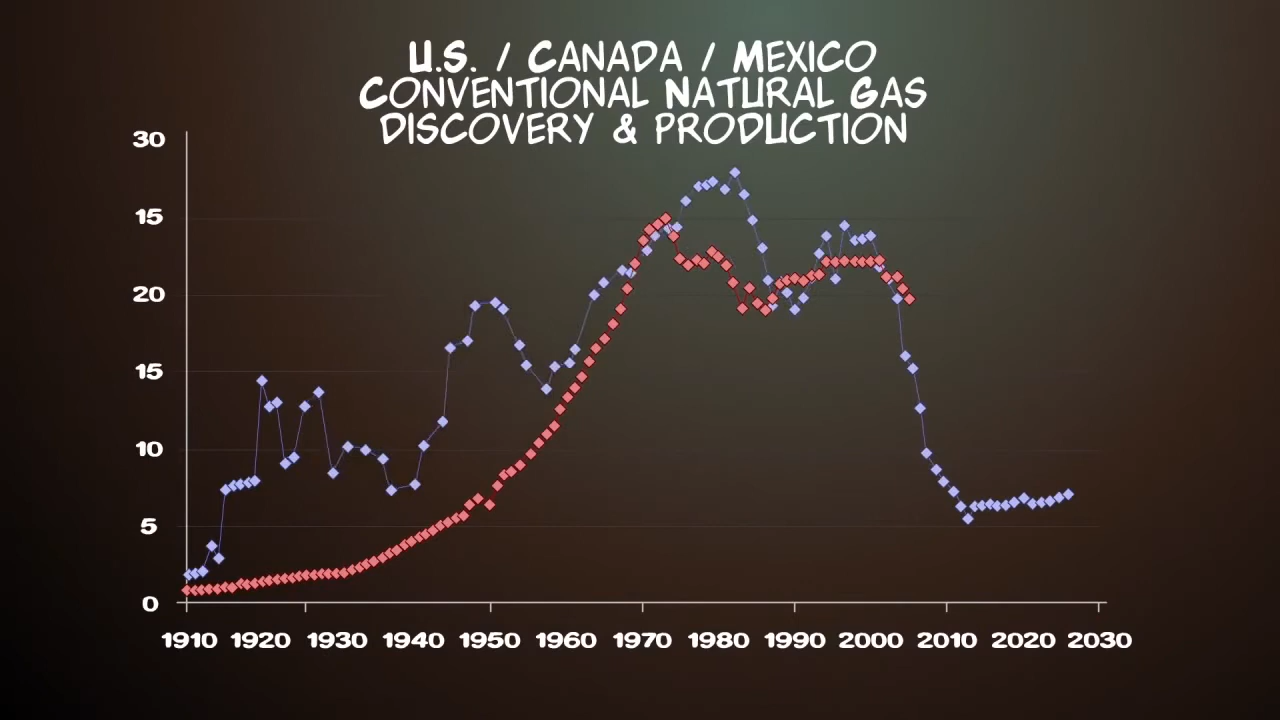 U.S. / CANADA / MEXICO
CONVENTIONAL NATURAL GAS
DISCOVERY & PRODUCTION
30
15
20
15
10
5
0
1910 1920 1930 1940 1950 1960 1970 1980 1990 2000 2010 2020 2030